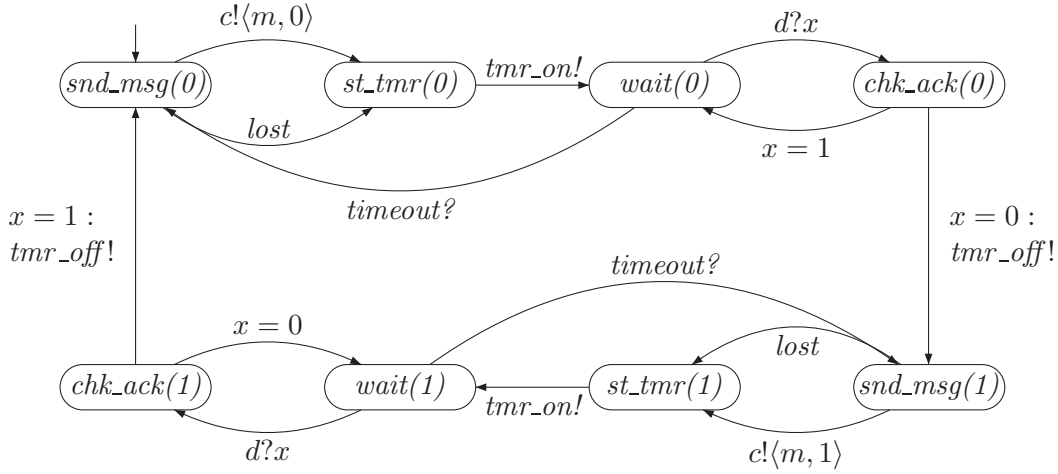 c!⟨m, 0⟩
d?x
snd_msg(0)
st_tmr(0)
tmr_on!
wait(0)
chk_ack(0)
lost
x = 1
timeout?
x = 1 :
tmr_off!
x = 0 :
tmr_off!
timeout?
x = 0
lost
chk_ack(1)
wait(1)
tmr_on!
st_tmr(1)
snd_msg(1)
d?x
c!⟨m, 1⟩